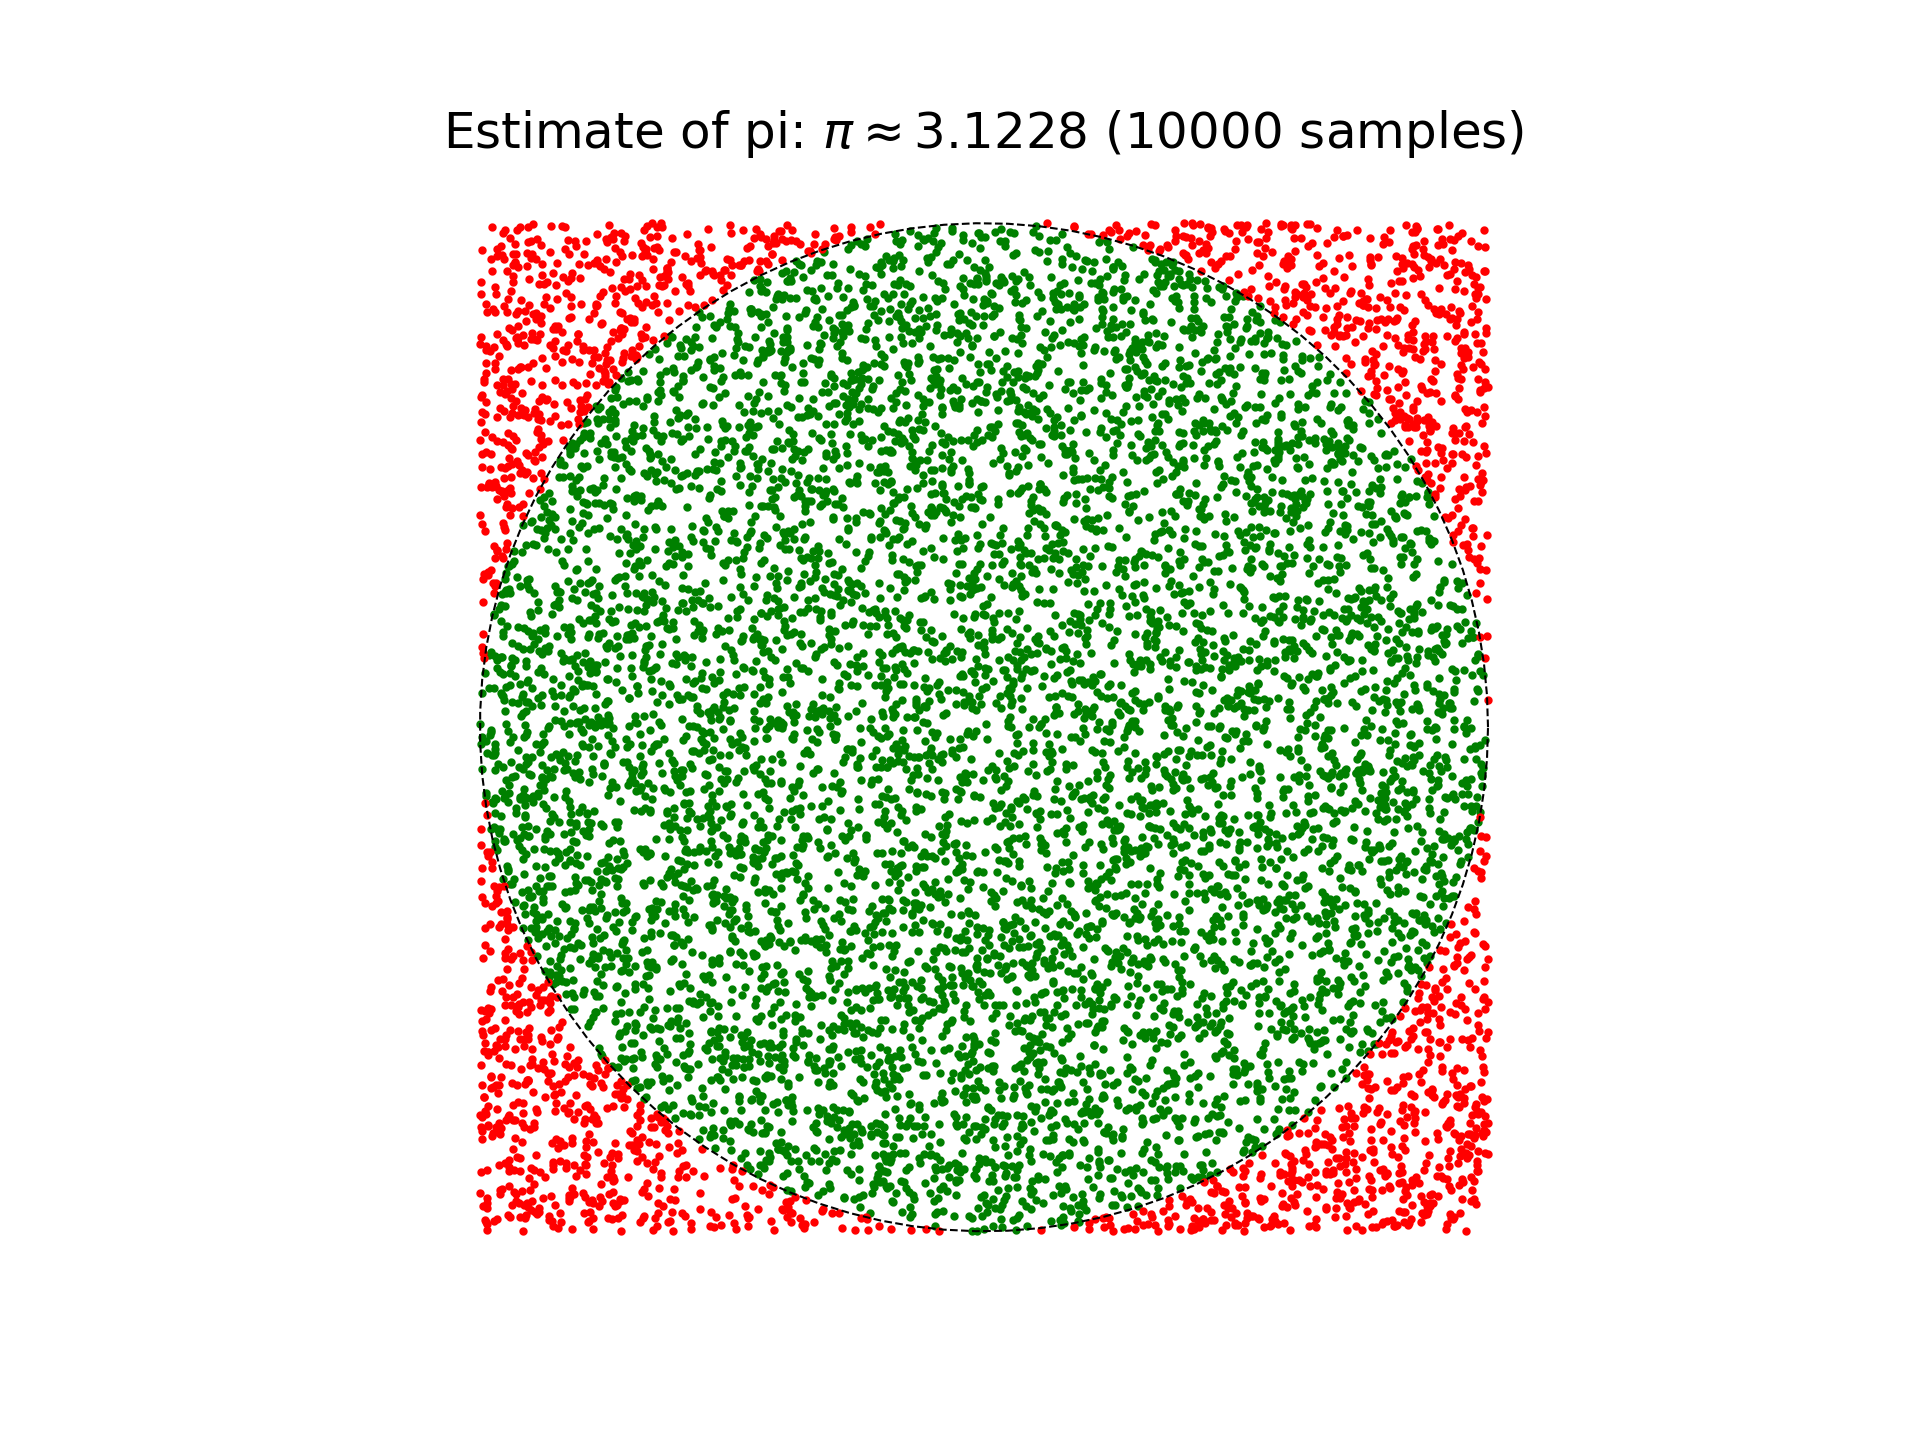 Estimate of pi: π ≈ 3.1228 (10000 samples)